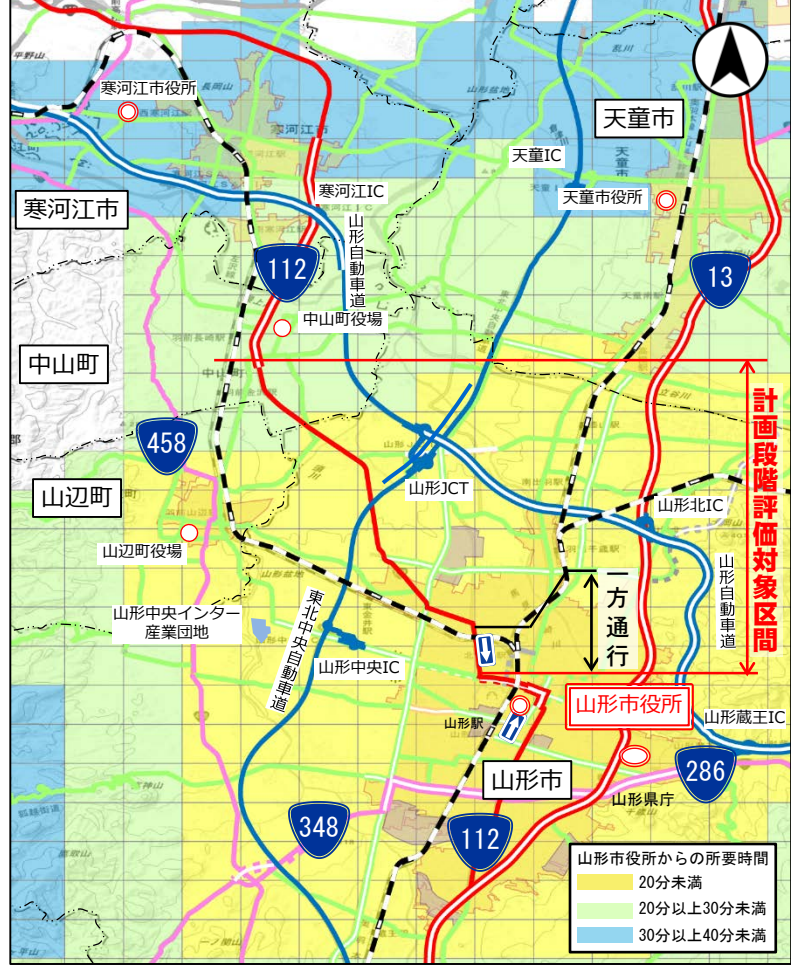 寒河江市役所
天童市
天童IC
天童市役所
寒河江市
寒河江IC
山形自動車道
112
13
中山町役場
中山町
458
計画段階評価対象区間
山辺町
山形JCT
山形北IC
山辺町役場
山形自動車道
一方通行
山形中央インター
産業団地
東北中央自動車道
山形中央IC
山形市役所
山形駅
山形蔵王IC
山形市
286
山形県庁
348
112
山形市役所からの所要時間
20分未満
20分以上30分未満
30分以上40分未満